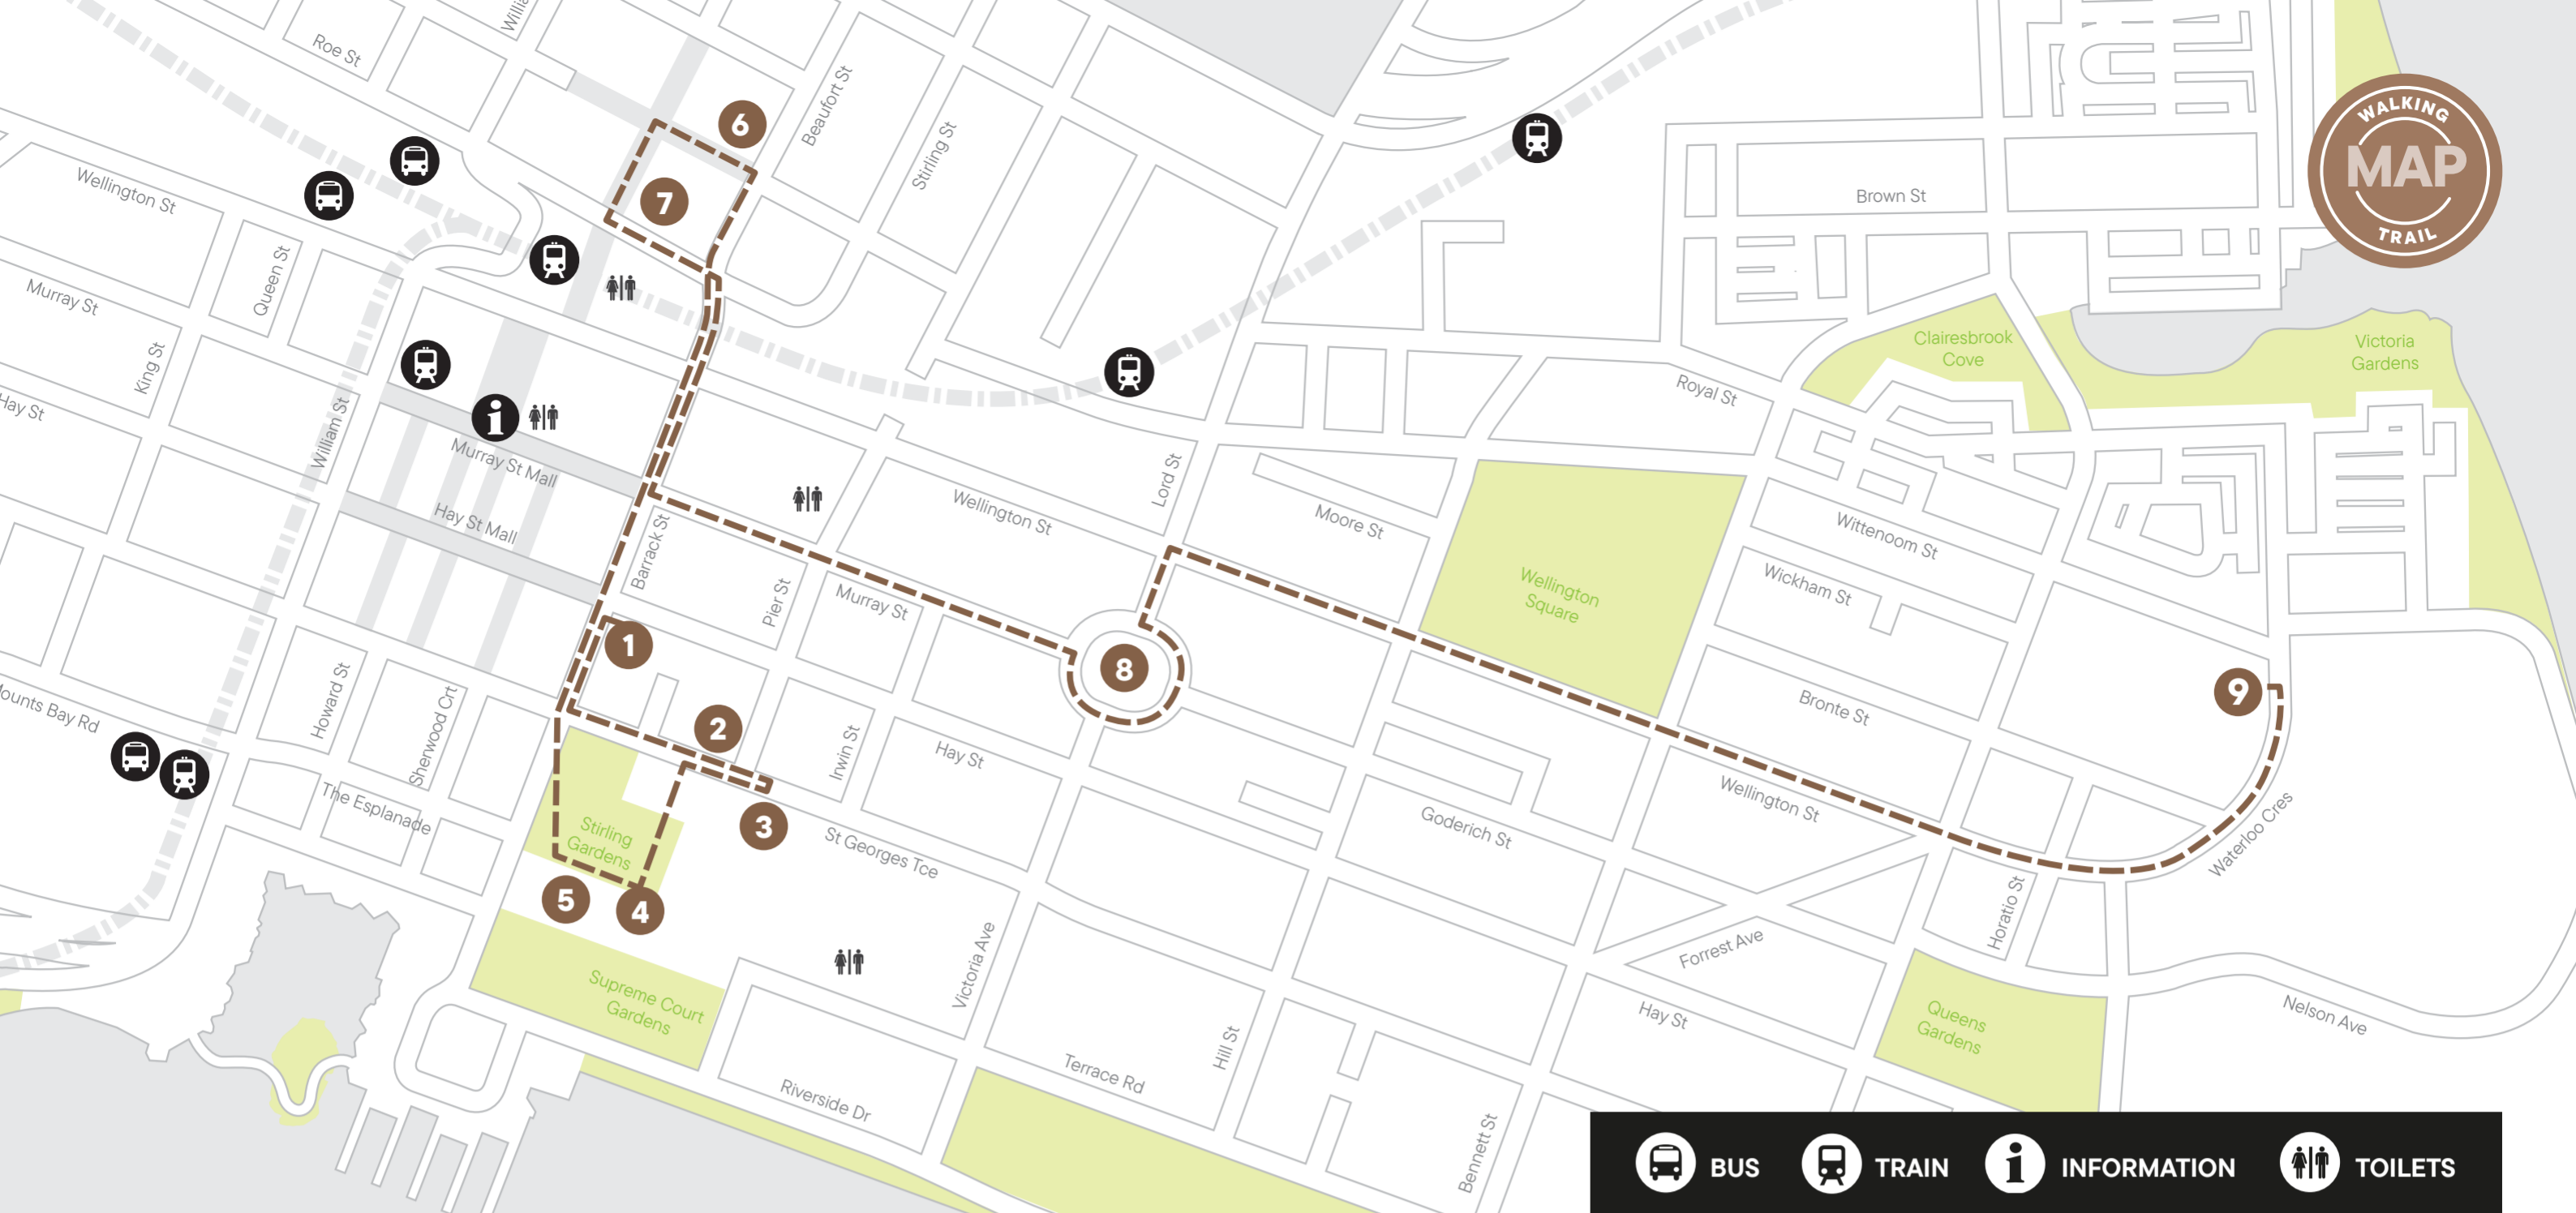 Roe St
Willia
Beaufort St
Stirling St
6
7
WALKING
MAP
TRAIL
Wellington St
Queen St
Murray St
King St
Hay St
William St
Murray St Mall
Hay St Mall
Barrack St
Pier St
Murray St
Wellington St
Lord St
Moore St
Brown St
Royal St
Clairesbrook
Cove
Victoria
Gardens
Wellington
Square
Wittenoom St
Wickham St
Bronte St
1
2
3
4
5
8
9
ounts Bay Rd
Howard St
Sherwood Crt
The Esplanade
Irwin St
Hay St
Stirling
Gardens
St Georges Tce
Goderich St
Wellington St
Waterloo Cres
Horatio St
Forrest Ave
Victoria Ave
Supreme Court
Gardens
Hay St
Queens
Gardens
Nelson Ave
Hill St
Terrace Rd
Riverside Dr
Bennett St
BUS
TRAIN
i INFORMATION
TOILETS
i